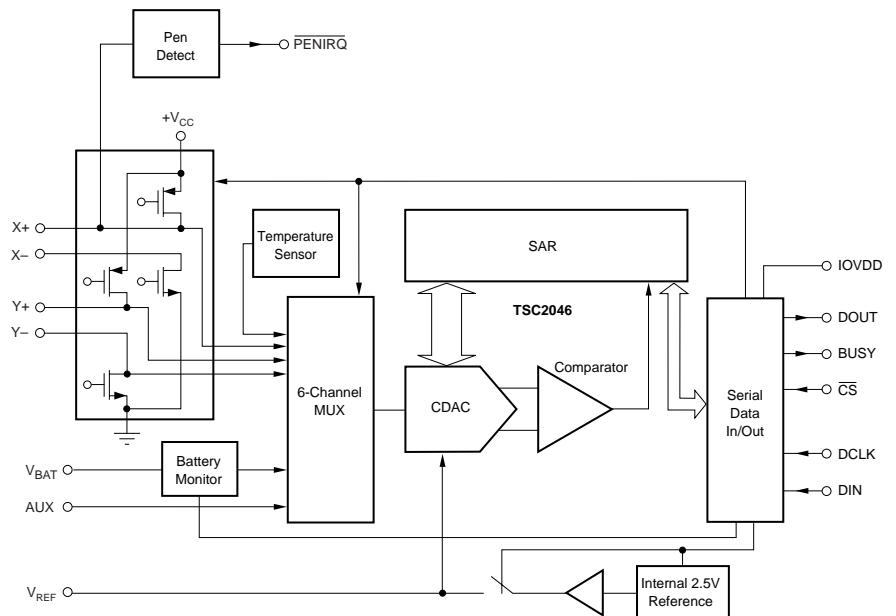 Pen
Detect
PENIRQ
+VCC
X+
X–
Y+
Y–
Temperature
Sensor
SAR
TSC2046
IOVDD
DOUT
BUSY
CS
DCLK
DIN
6-Channel
MUX
CDAC
Comparator
Serial
Data
In/Out
VBAT
Battery
Monitor
AUX
VREF
Internal 2.5V
Reference